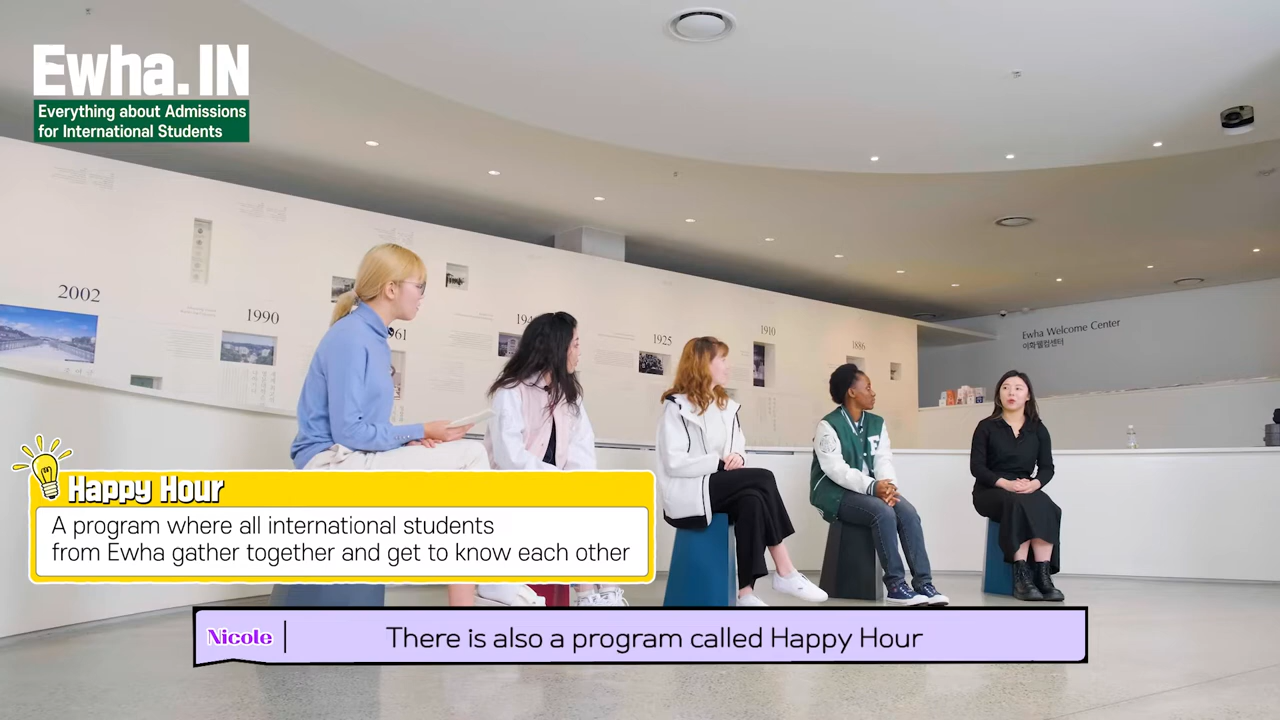 Ewha.IN
Everything about Admissions
for International Students
2002
1990
61
194
1925
1910
1886
Ewha Welcome Center
이화웰컴센터
Happy Hour
A program where all international students
from Ewha gather together and get to know each other
Nicole
There is also a program called Happy Hour